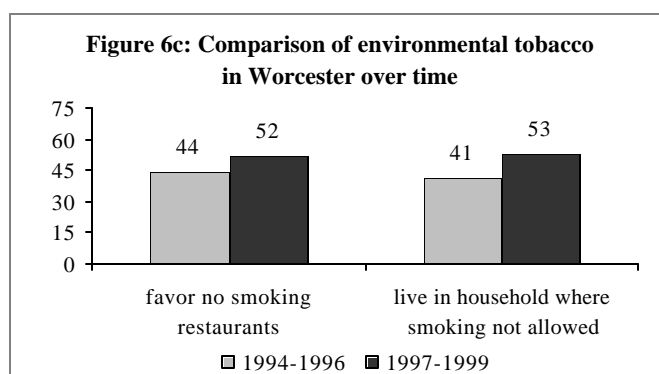 Figure 6c: Comparison of environmental tobacco
in Worcester over time
75
60
45
30
15
0
44
52
41
53
favor no smoking
restaurants
live in household where
smoking not allowed
1994-1996
1997-1999